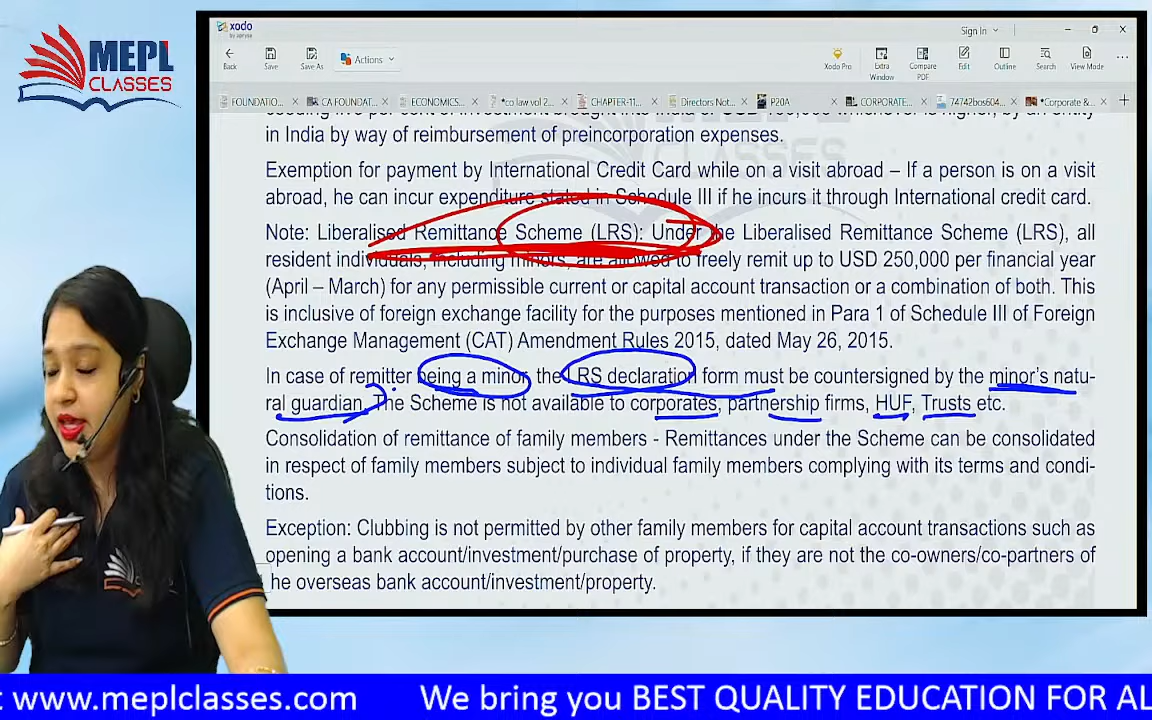 MEPL
CLASSES
xodo
by apryse
Sign In
Back
Save
Save As
Actions
Xodo Pro
Extra Window
Compare PDF
Edit
Outline
Search
View Mode
FOUNDATIO...
CA FOUNDAT...
ECONOMICS...
*co law vol 2...
CHAPTER-11...
Directors Not...
P20A
CORPORATE...
74742bos604...
*Corporate &...
in India by way of reimbursement of preincorporation expenses.
Exemption for payment by International Credit Card while on a visit abroad – If a person is on a visit
abroad, he can incur expenditure stated in Schedule III if he incurs it through International credit card.
Note: Liberalised Remittance Scheme (LRS): Under the Liberalised Remittance Scheme (LRS), all
resident individuals, including minors, are allowed to freely remit up to USD 250,000 per financial year
(April – March) for any permissible current or capital account transaction or a combination of both. This
is inclusive of foreign exchange facility for the purposes mentioned in Para 1 of Schedule III of Foreign
Exchange Management (CAT) Amendment Rules 2015, dated May 26, 2015.
In case of remitter being a minor, the LRS declaration form must be countersigned by the minor's natu-
ral guardian. The Scheme is not available to corporates, partnership firms, HUF, Trusts etc.
Consolidation of remittance of family members - Remittances under the Scheme can be consolidated
in respect of family members subject to individual family members complying with its terms and condi-
tions.
Exception: Clubbing is not permitted by other family members for capital account transactions such as
opening a bank account/investment/purchase of property, if they are not the co-owners/co-partners of
he overseas bank account/investment/property.
MEPL
CLASSES
www.meplclasses.com We bring you BEST QUALITY EDUCATION FOR AL